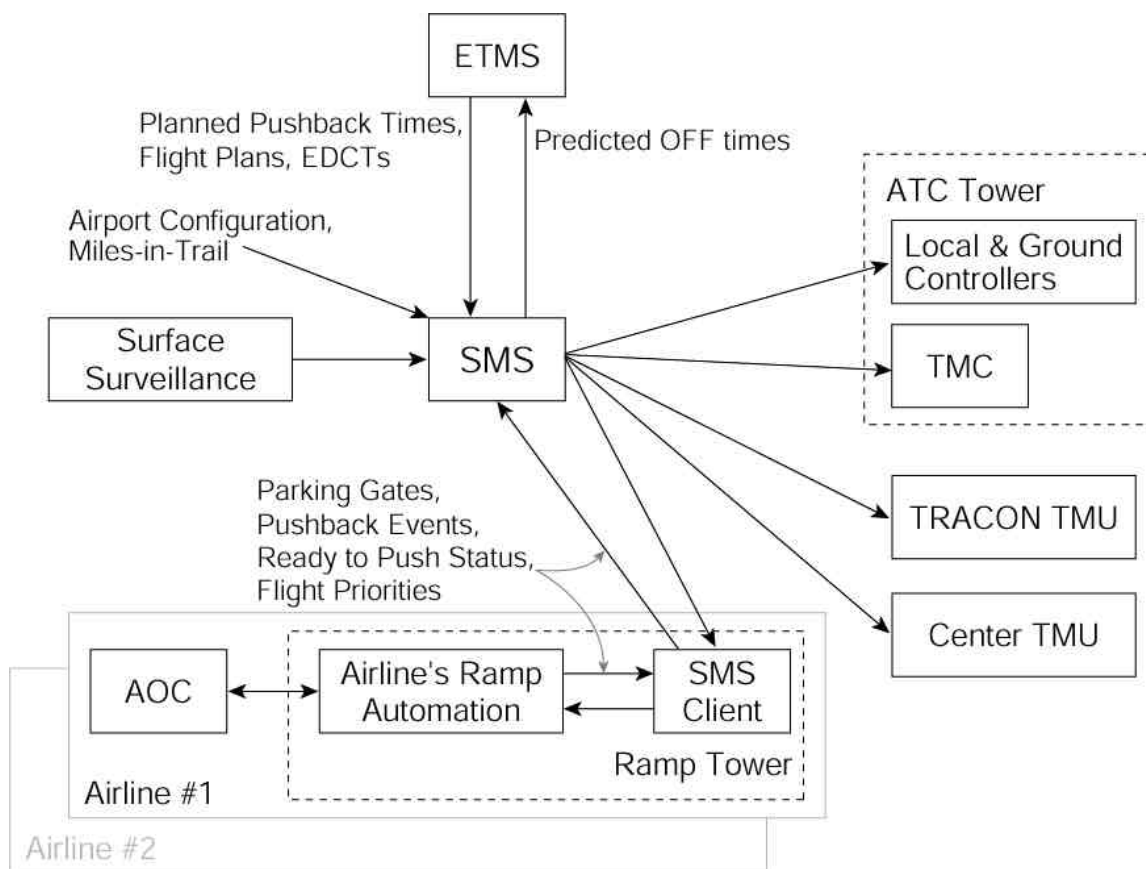 ETMS
Planned Pushback Times,
Flight Plans, EDCTs
Predicted OFF times
Airport Configuration,
Miles-in-Trail
ATC Tower
Local & Ground
Controllers
Surface
Surveillance
SMS
TMC
Parking Gates,
Pushback Events,
Ready to Push Status,
Flight Priorities
TRACON TMU
Center TMU
AOC
Airline's Ramp
Automation
SMS
Client
Ramp Tower
Airline #1
Airline #2